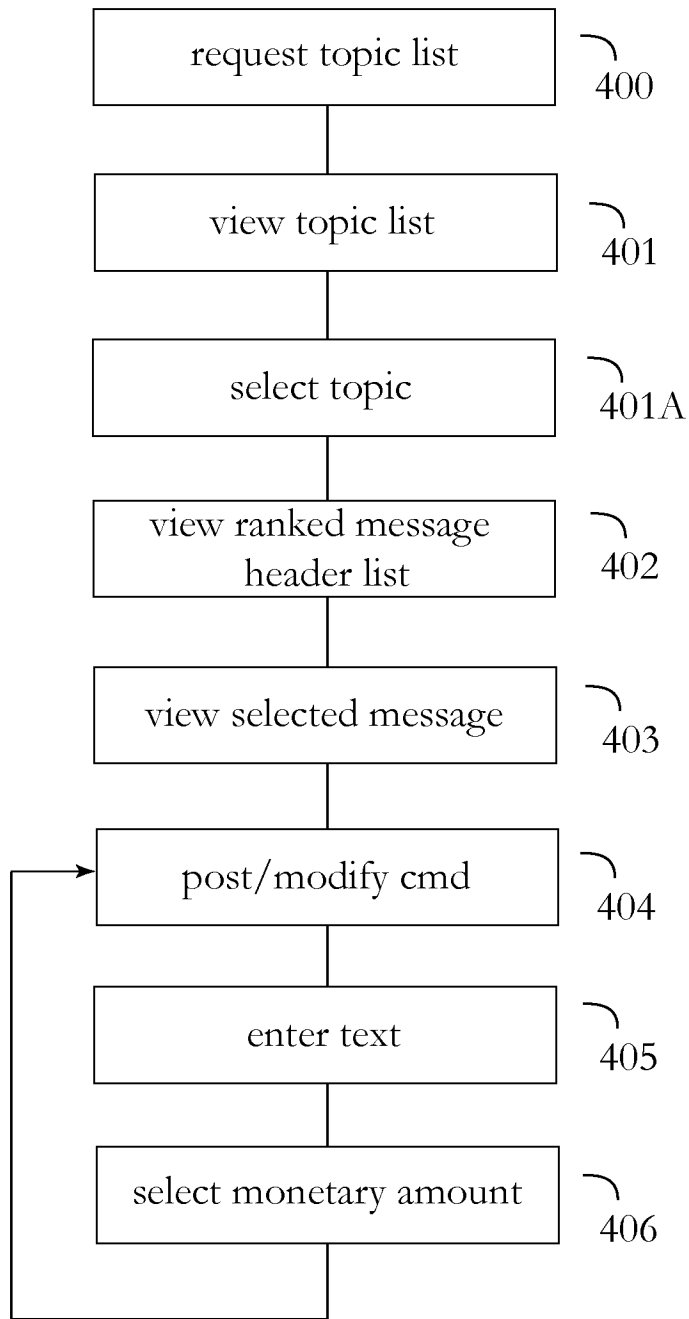 request topic list
400
view topic list
401
select topic
401A
view ranked message
header list
402
view selected message
403
post/modify cmd
404
enter text
405
select monetary amount
406